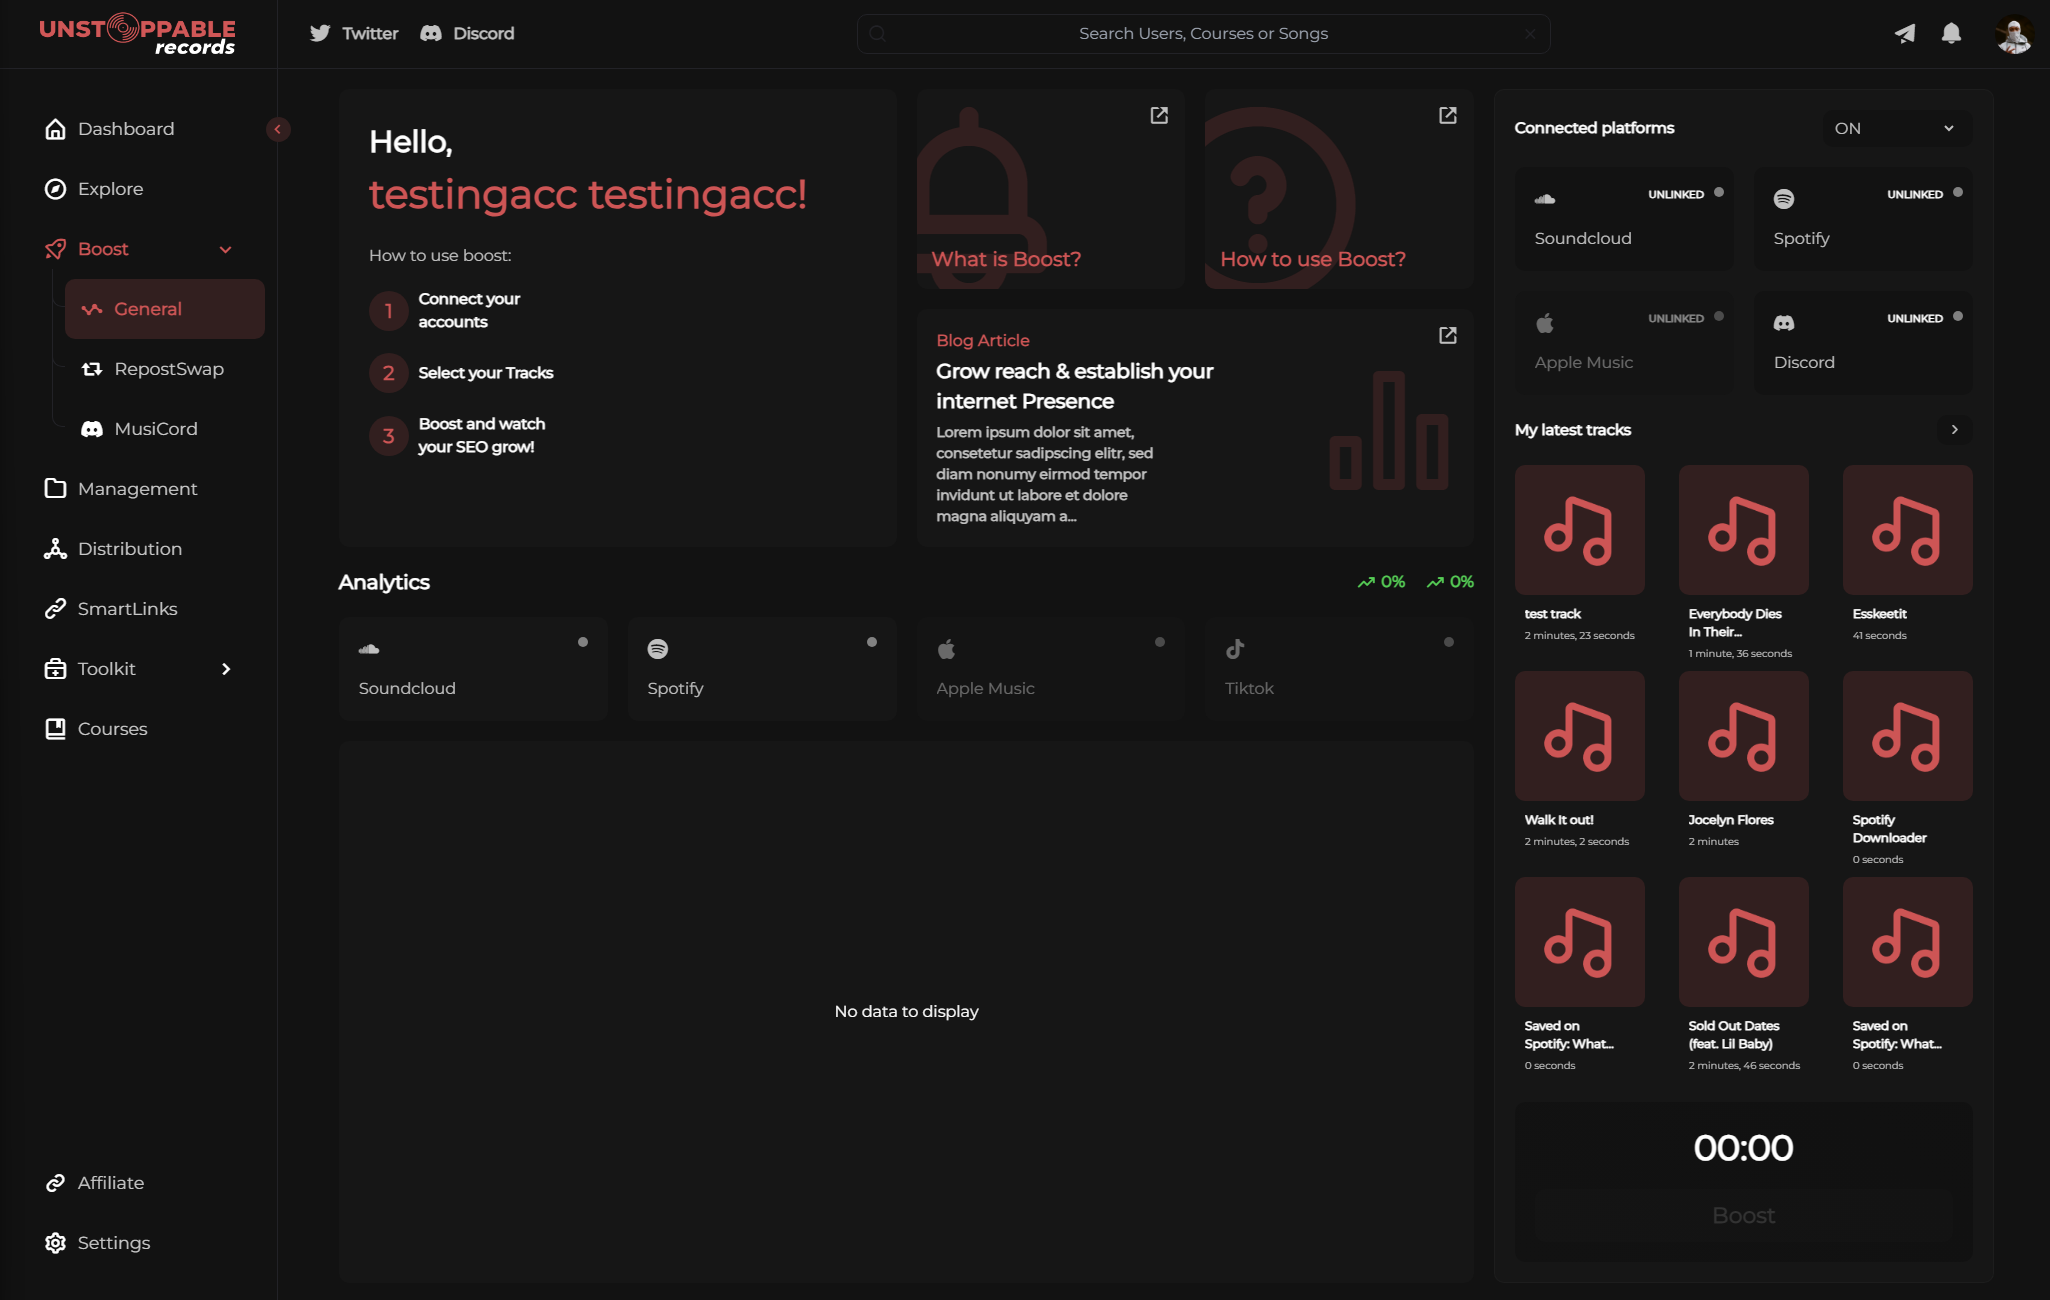 UNSTOPPABLE
records
Twitter
Discord
Search Users, Courses or Songs
Dashboard
Explore
Boost
General
RepostSwap
MusiCord
Management
Distribution
SmartLinks
Toolkit
Courses
Affiliate
Settings
Hello,
testingacc testingacc!
How to use boost:
1
Connect your
accounts
2
Select your Tracks
3
Boost and watch
your SEO grow!
What is Boost?
?
How to use Boost?
Blog Article
Grow reach & establish your
internet Presence
Lorem ipsum dolor sit amet,
consetetur sadipscing elitr, sed
diam nonumy eirmod tempor
invidunt ut labore et dolore
magna aliquyam a...
Analytics
0%
0%
Soundcloud
Spotify
Apple Music
Tiktok
No data to display
Connected platforms
ON
UNLINKED
Soundcloud
UNLINKED
Spotify
UNLINKED
Apple Music
UNLINKED
Discord
My latest tracks
test track
2 minutes, 23 seconds
Everybody Dies
In Their...
1 minute, 36 seconds
Esskeetit
41 seconds
Walk It out!
2 minutes, 2 seconds
Jocelyn Flores
2 minutes
Spotify
Downloader
0 seconds
Saved on
Spotify: What...
0 seconds
Sold Out Dates
(feat. Lil Baby)
2 minutes, 46 seconds
Saved on
Spotify: What...
0 seconds
00:00
Boost